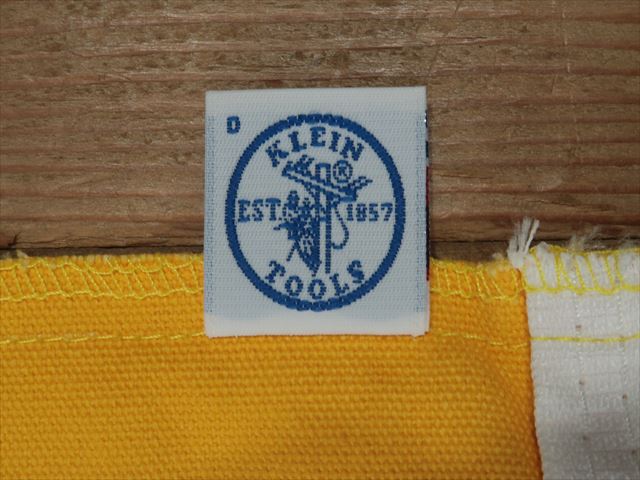 D
KLEIN
®
EST. 1857
TOOLS